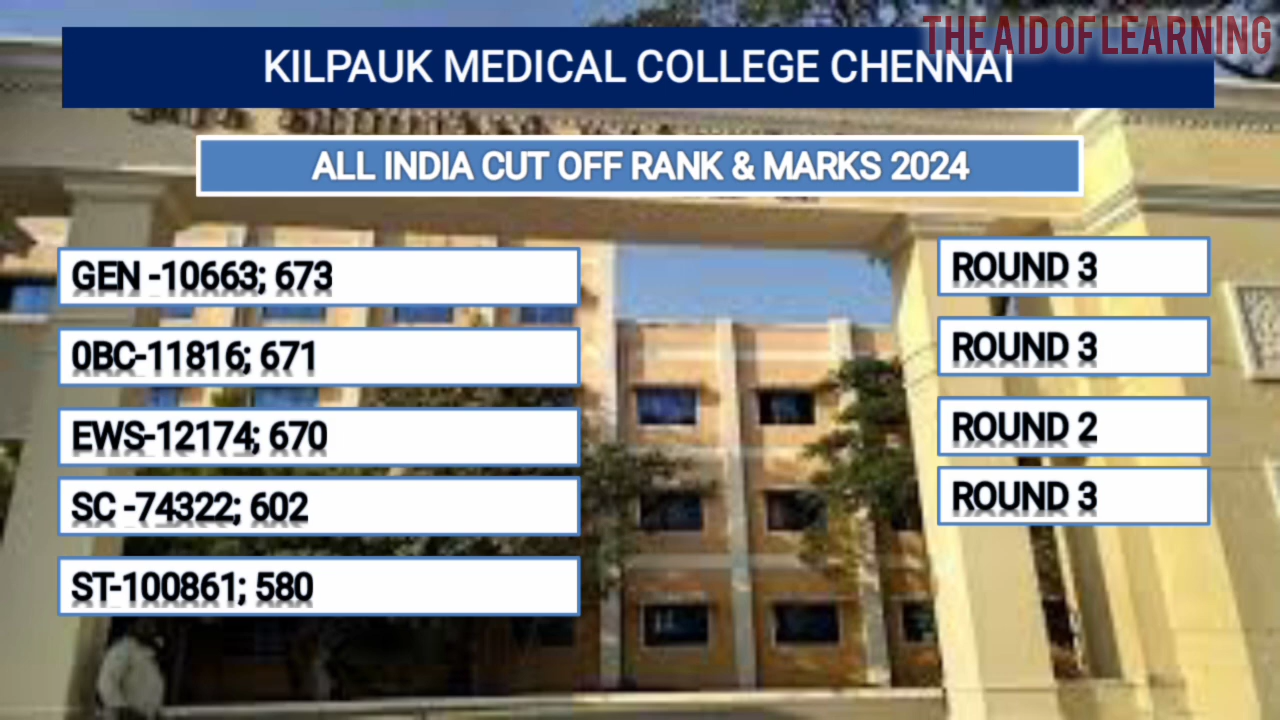 THE AID OF LEARNING
KILPAUK MEDICAL COLLEGE CHENNAI
ALL INDIA CUT OFF RANK & MARKS 2024
GEN -10663; 673
ROUND 3
0BC-11816; 671
ROUND 3
EWS-12174; 670
ROUND 2
SC -74322; 602
ROUND 3
ST-100861; 580